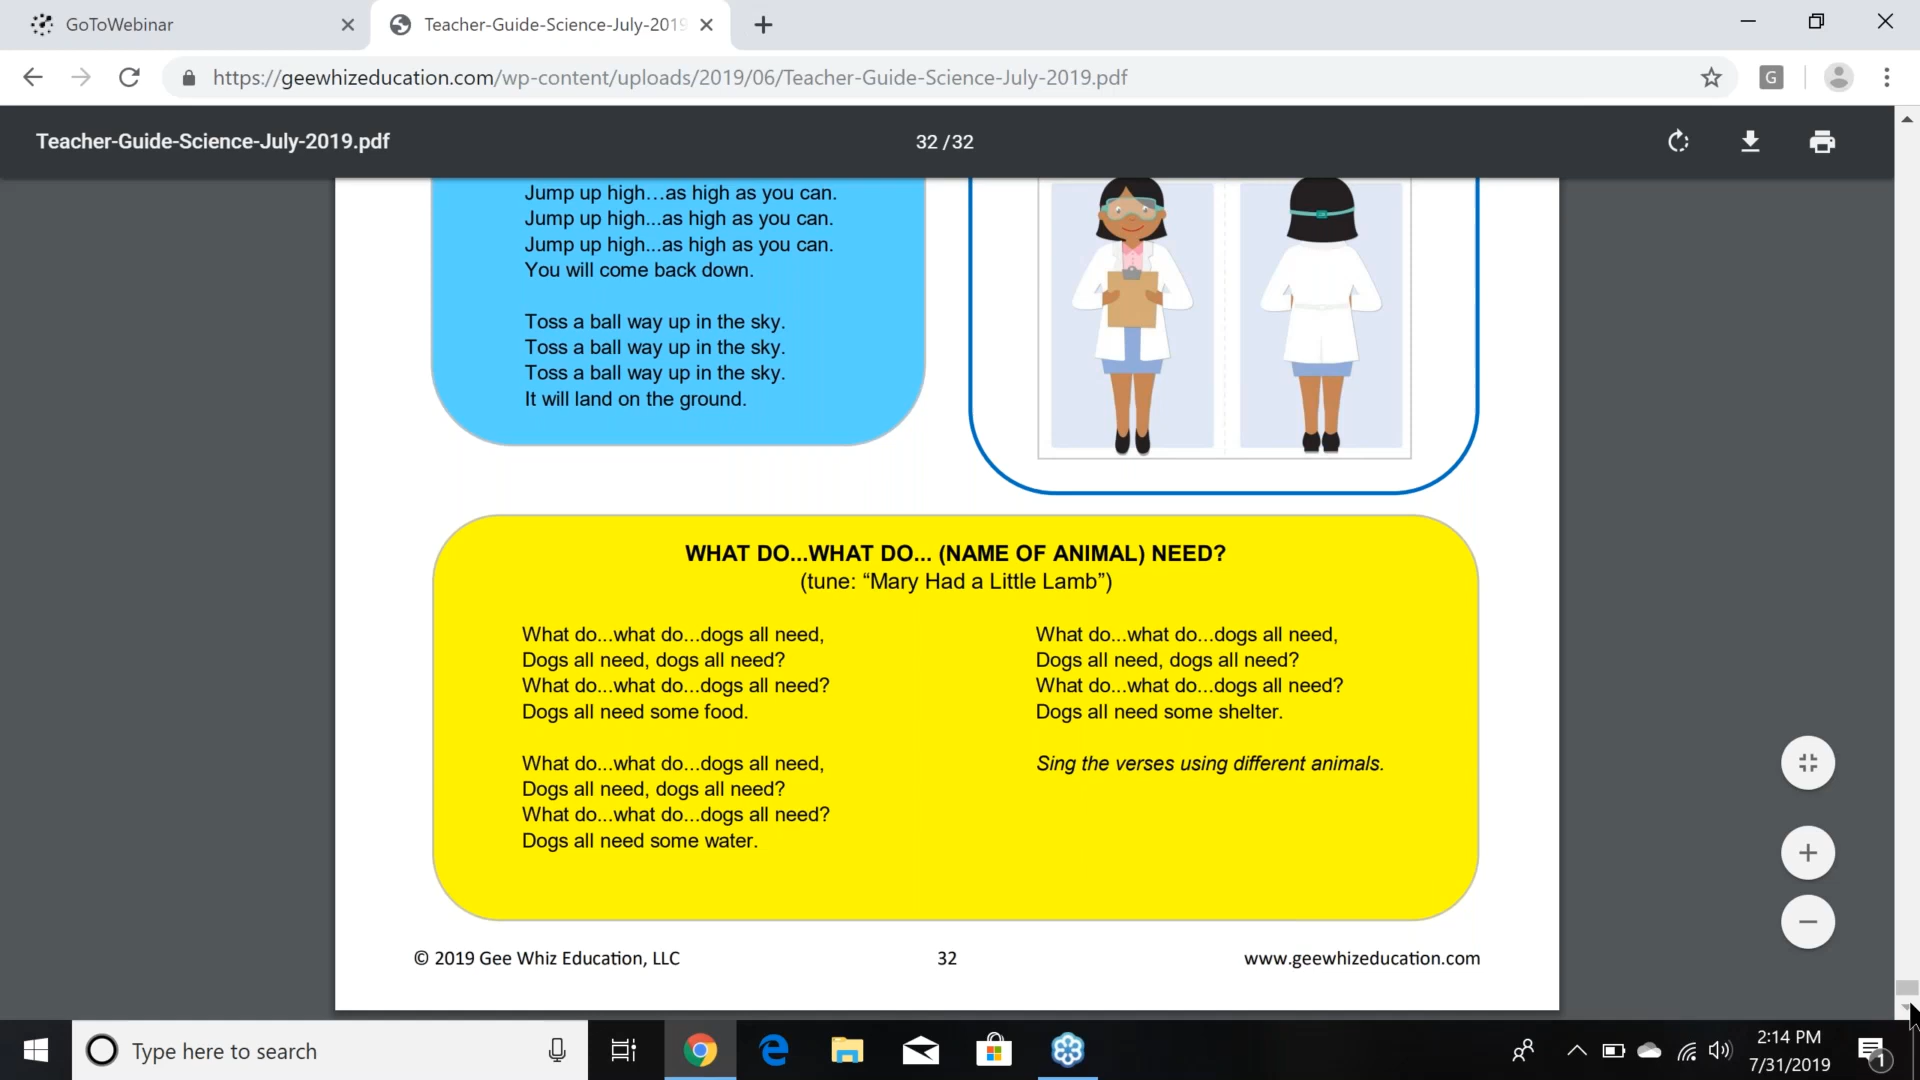 GoToWebinar
Teacher-Guide-Science-July-2019
https://geewhizeducation.com/wp-content/uploads/2019/06/Teacher-Guide-Science-July-2019.pdf
G
Teacher-Guide-Science-July-2019.pdf
32 / 32
Jump up high…as high as you can.
Jump up high...as high as you can.
Jump up high...as high as you can.
You will come back down.
Toss a ball way up in the sky.
Toss a ball way up in the sky.
Toss a ball way up in the sky.
It will land on the ground.
WHAT DO...WHAT DO... (NAME OF ANIMAL) NEED?
(tune: “Mary Had a Little Lamb”)
What do...what do...dogs all need,
Dogs all need, dogs all need?
What do...what do...dogs all need?
Dogs all need some food.
What do...what do...dogs all need,
Dogs all need, dogs all need?
What do...what do...dogs all need?
Dogs all need some water.
What do...what do...dogs all need,
Dogs all need, dogs all need?
What do...what do...dogs all need?
Dogs all need some shelter.
Sing the verses using different animals.
© 2019 Gee Whiz Education, LLC
32
www.geewhizeducation.com
Type here to search
2:14 PM
7/31/2019
1